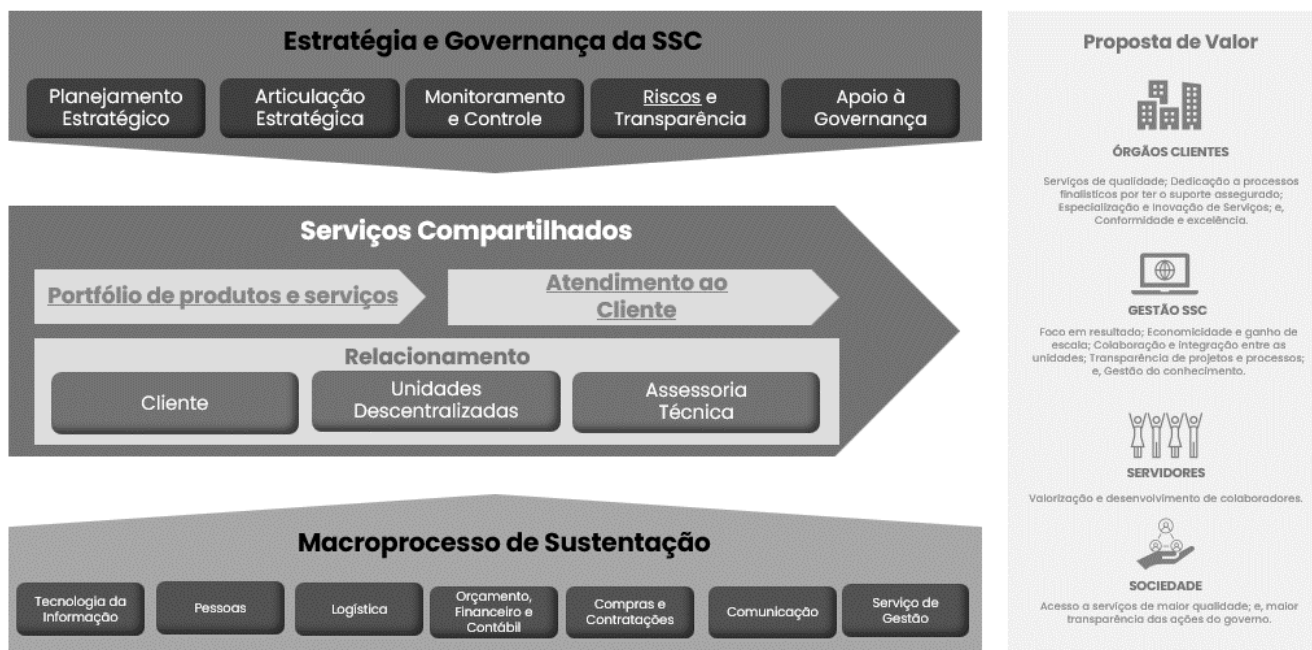 Estratégia e Governança da SSC
Planejamento
Estratégico
Articulação
Estratégica
Monitoramento
e Controle
Riscos e
Transparência
Apoio à
Governança
Serviços Compartilhados
Portfólio de produtos e serviços
Atendimento ao
Cliente
Relacionamento
Cliente
Unidades
Descentralizadas
Assessoria
Técnica
Macroprocesso de Sustentação
Tecnologia da
Informação
Pessoas
Logística
Orçamento,
Financeiro e
Contábil
Compras e
Contratações
Comunicação
Serviço de
Gestão
Proposta de Valor
ÓRGÃOS CLIENTES
Serviços de qualidade; Dedicação a processos
finalísticos por ter o suporte assegurado;
Especialização e Inovação de Serviços; e,
Conformidade e excelência.
GESTÃO SSC
Foco em resultado; Economicidade e ganho de
escala; Colaboração e integração entre as
unidades; Transparência de projetos e processos;
e, Gestão do conhecimento.
SERVIDORES
Valorização e desenvolvimento de colaboradores.
SOCIEDADE
Acesso a serviços de maior qualidade; e, maior
transparência das ações do governo.